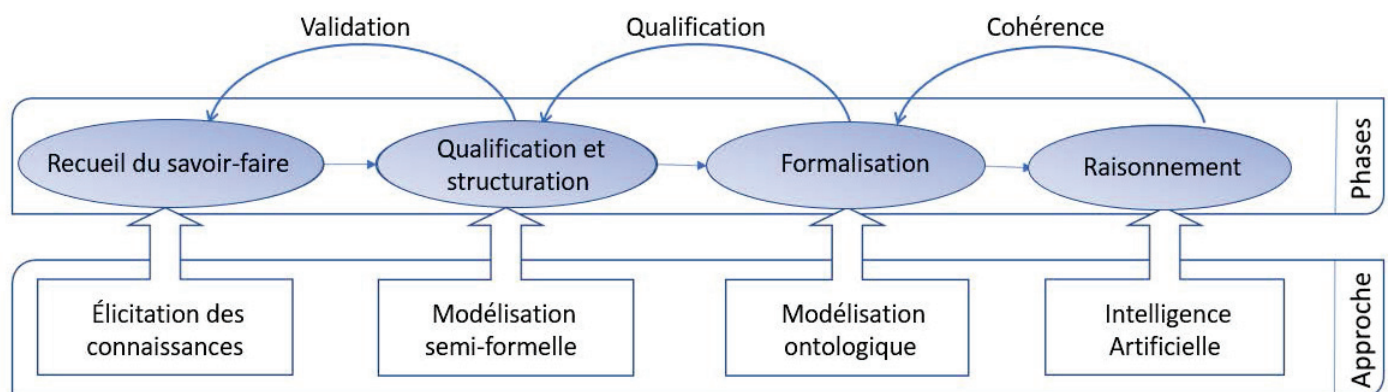 Validation
Qualification
Cohérence
Recueil du savoir-faire
Qualification et
structuration
Formalisation
Raisonnement
Phases
Élicitation des
connaissances
Modélisation
semi-formelle
Modélisation
ontologique
Intelligence
Artificielle
Approche